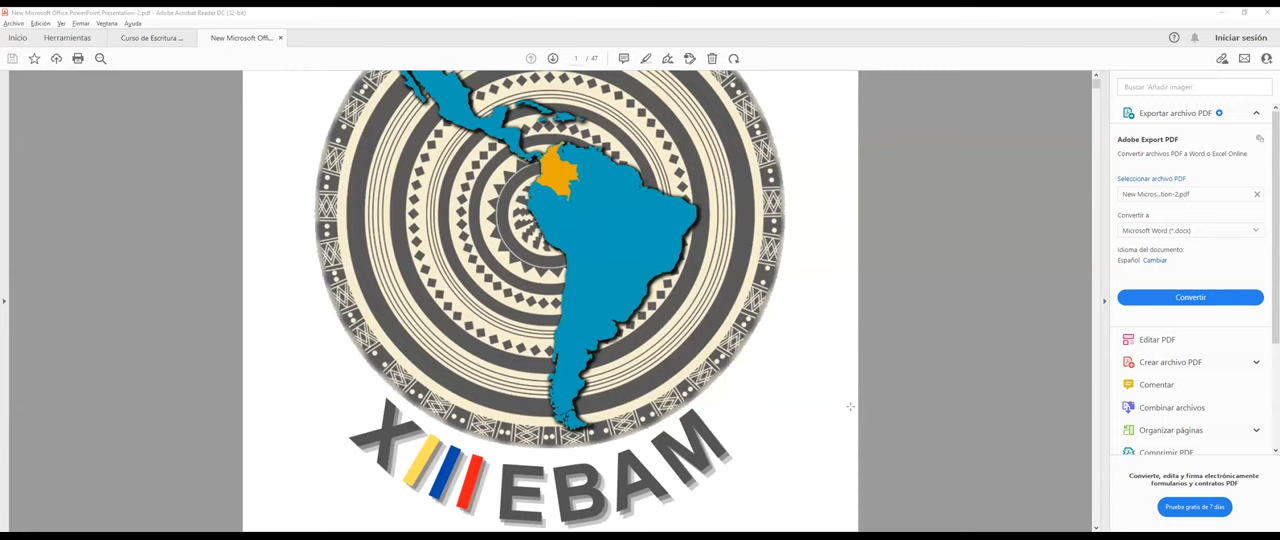 New Microsoft Office PowerPoint Presentation-2.pdf - Adobe Acrobat Reader DC (32-bit)
Archivo Edición Ver Firmar Ventana Ayuda
Inicio Herramientas Curso de Escritura ... New Microsoft Offi... × Iniciar sesión
1 / 47
Buscar 'Añadir imagen'
Exportar archivo PDF
Adobe Export PDF
Convertir archivos PDF a Word o Excel Online
Seleccionar archivo PDF
New Micros...tion-2.pdf
Convertir a
Microsoft Word (*.docx)
Idioma del documento:
Español Cambiar
Convertir
Editar PDF
Crear archivo PDF
Comentar
Combinar archivos
Organizar páginas
Comprimir PDF
Convierte, edita y firma electrónicamente
formularios y contratos PDF
Prueba gratis de 7 días
XIII EBAM